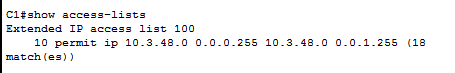 C1#show access-lists
Extended IP access list 100
    10 permit ip 10.3.48.0 0.0.0.255 10.3.48.0 0.0.1.255 (18
match(es))